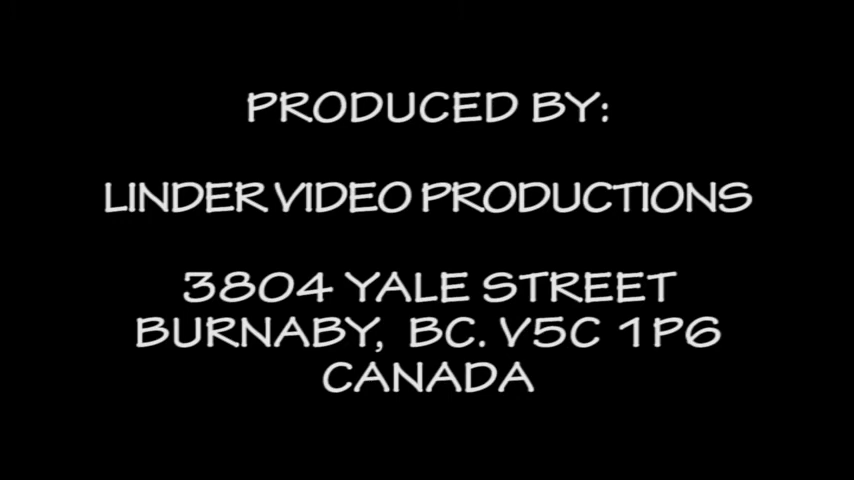 PRODUCED BY:
LINDER VIDEO PRODUCTIONS
3804 YALE STREET
BURNABY, BC. V5C 1P6
CANADA